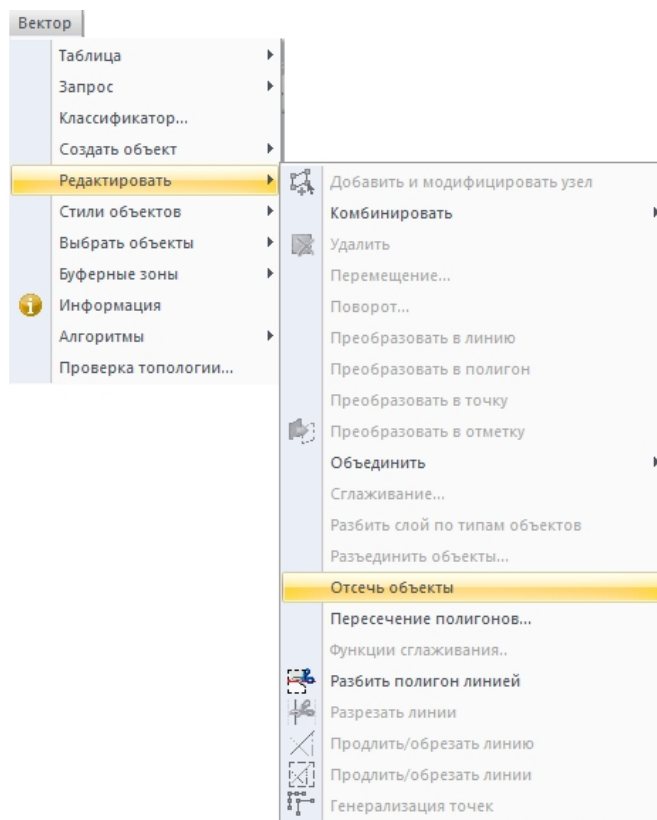 Вектор
Таблица
Запрос
Классификатор...
Создать объект
Редактировать
Стили объектов
Выбрать объекты
Буферные зоны
Информация
Алгоритмы
Проверка топологии...
Добавить и модифицировать узел
Комбинировать
Удалить
Перемещение...
Поворот...
Преобразовать в линию
Преобразовать в полигон
Преобразовать в точку
Преобразовать в отметку
Объединить
Сглаживание...
Разбить слой по типам объектов
Разъединить объекты...
Отсечь объекты
Пересечение полигонов...
Функции сглаживания..
Разбить полигон линией
Разрезать линии
Продлить/обрезать линию
Продлить/обрезать линии
Генерализация точек